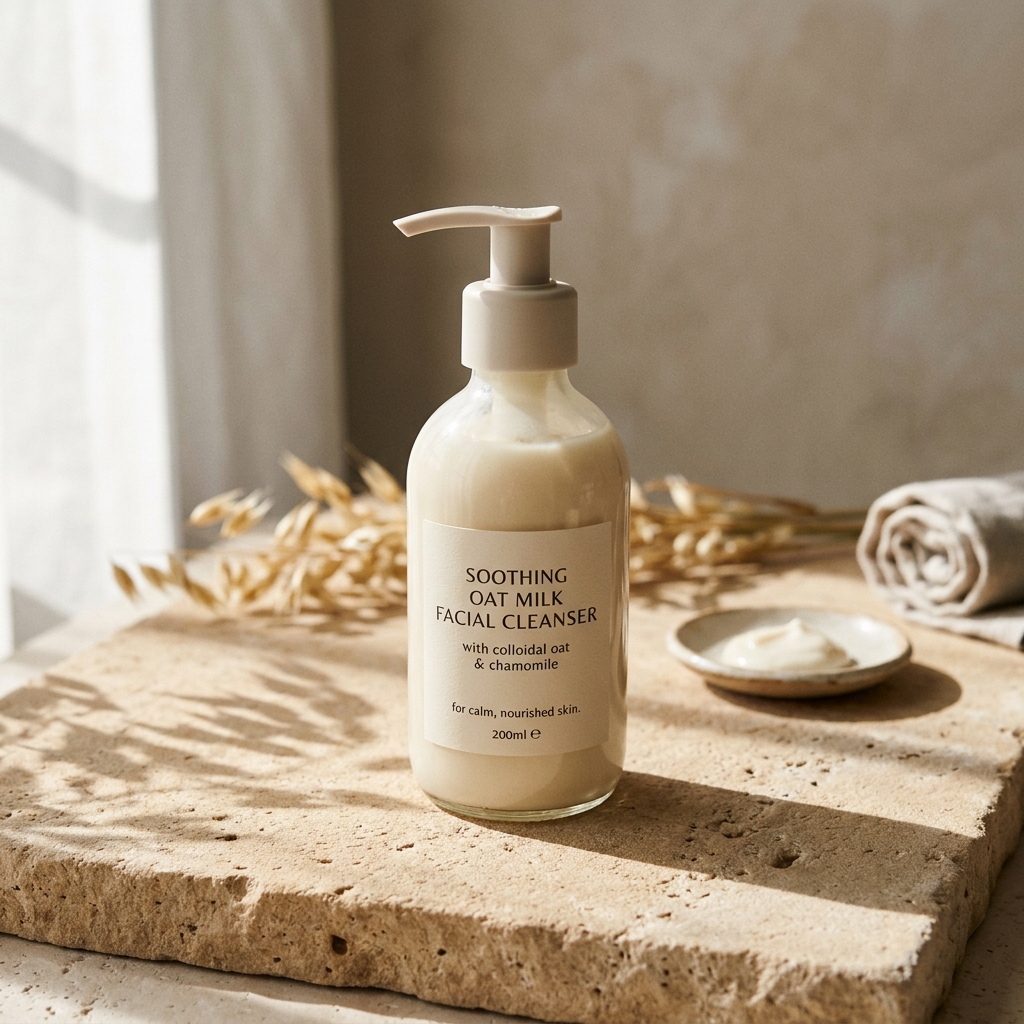 SOOTHING
OAT MILK
FACIAL CLEANSER
with colloidal oat
& chamomile
for calm, nourished skin.
200ml ℮